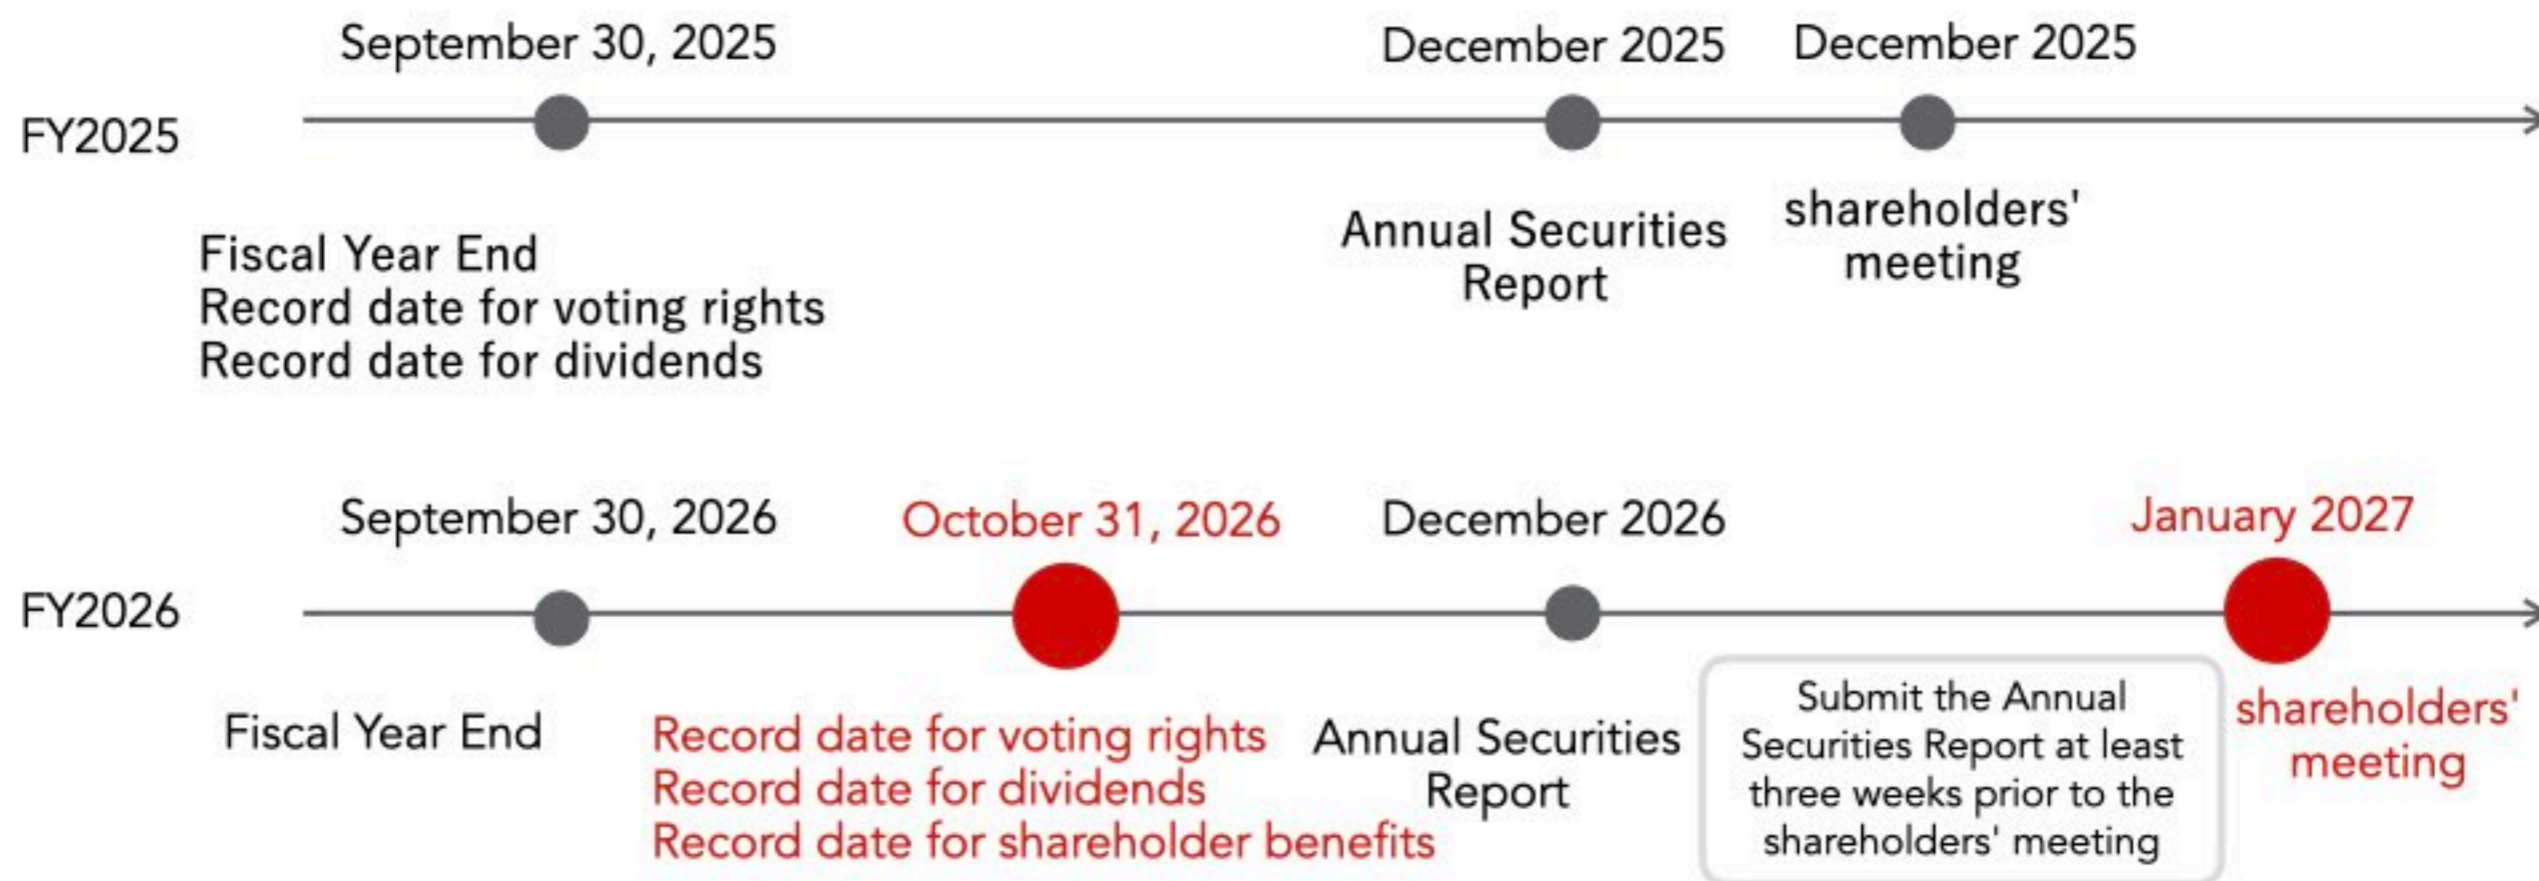 September 30, 2025
December 2025
December 2025
FY2025
Fiscal Year End
Record date for voting rights
Record date for dividends
Annual Securities
Report
shareholders'
meeting
September 30, 2026
October 31, 2026
December 2026
January 2027
FY2026
Fiscal Year End
Record date for voting rights
Record date for dividends
Record date for shareholder benefits
Annual Securities
Report
Submit the Annual
Securities Report at least
three weeks prior to the
shareholders' meeting
shareholders'
meeting